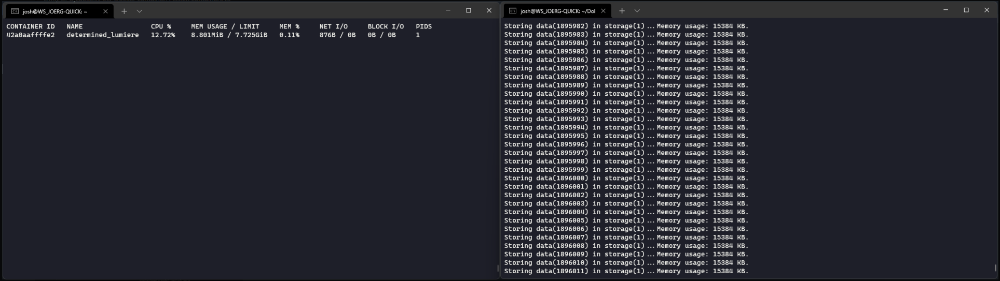 josh@WS_JOERG-QUICK: ~
CONTAINER ID   NAME                 CPU %     MEM USAGE / LIMIT     MEM %     NET I/O     BLOCK I/O   PIDS
42a0aaffffe2   determined_lumiere   12.72%    8.801MiB / 7.725GiB   0.11%     876B / 0B   0B / 0B     1
josh@WS_JOERG-QUICK: ~/Dol
Storing data(1895982) in storage(1)...Memory usage: 15384 KB.
Storing data(1895983) in storage(1)...Memory usage: 15384 KB.
Storing data(1895984) in storage(1)...Memory usage: 15384 KB.
Storing data(1895985) in storage(1)...Memory usage: 15384 KB.
Storing data(1895986) in storage(1)...Memory usage: 15384 KB.
Storing data(1895987) in storage(1)...Memory usage: 15384 KB.
Storing data(1895988) in storage(1)...Memory usage: 15384 KB.
Storing data(1895989) in storage(1)...Memory usage: 15384 KB.
Storing data(1895990) in storage(1)...Memory usage: 15384 KB.
Storing data(1895991) in storage(1)...Memory usage: 15384 KB.
Storing data(1895992) in storage(1)...Memory usage: 15384 KB.
Storing data(1895993) in storage(1)...Memory usage: 15384 KB.
Storing data(1895994) in storage(1)...Memory usage: 15384 KB.
Storing data(1895995) in storage(1)...Memory usage: 15384 KB.
Storing data(1895996) in storage(1)...Memory usage: 15384 KB.
Storing data(1895997) in storage(1)...Memory usage: 15384 KB.
Storing data(1895998) in storage(1)...Memory usage: 15384 KB.
Storing data(1895999) in storage(1)...Memory usage: 15384 KB.
Storing data(1896000) in storage(1)...Memory usage: 15384 KB.
Storing data(1896001) in storage(1)...Memory usage: 15384 KB.
Storing data(1896002) in storage(1)...Memory usage: 15384 KB.
Storing data(1896003) in storage(1)...Memory usage: 15384 KB.
Storing data(1896004) in storage(1)...Memory usage: 15384 KB.
Storing data(1896005) in storage(1)...Memory usage: 15384 KB.
Storing data(1896006) in storage(1)...Memory usage: 15384 KB.
Storing data(1896007) in storage(1)...Memory usage: 15384 KB.
Storing data(1896008) in storage(1)...Memory usage: 15384 KB.
Storing data(1896009) in storage(1)...Memory usage: 15384 KB.
Storing data(1896010) in storage(1)...Memory usage: 15384 KB.
Storing data(1896011) in storage(1)...Memory usage: 15384 KB.